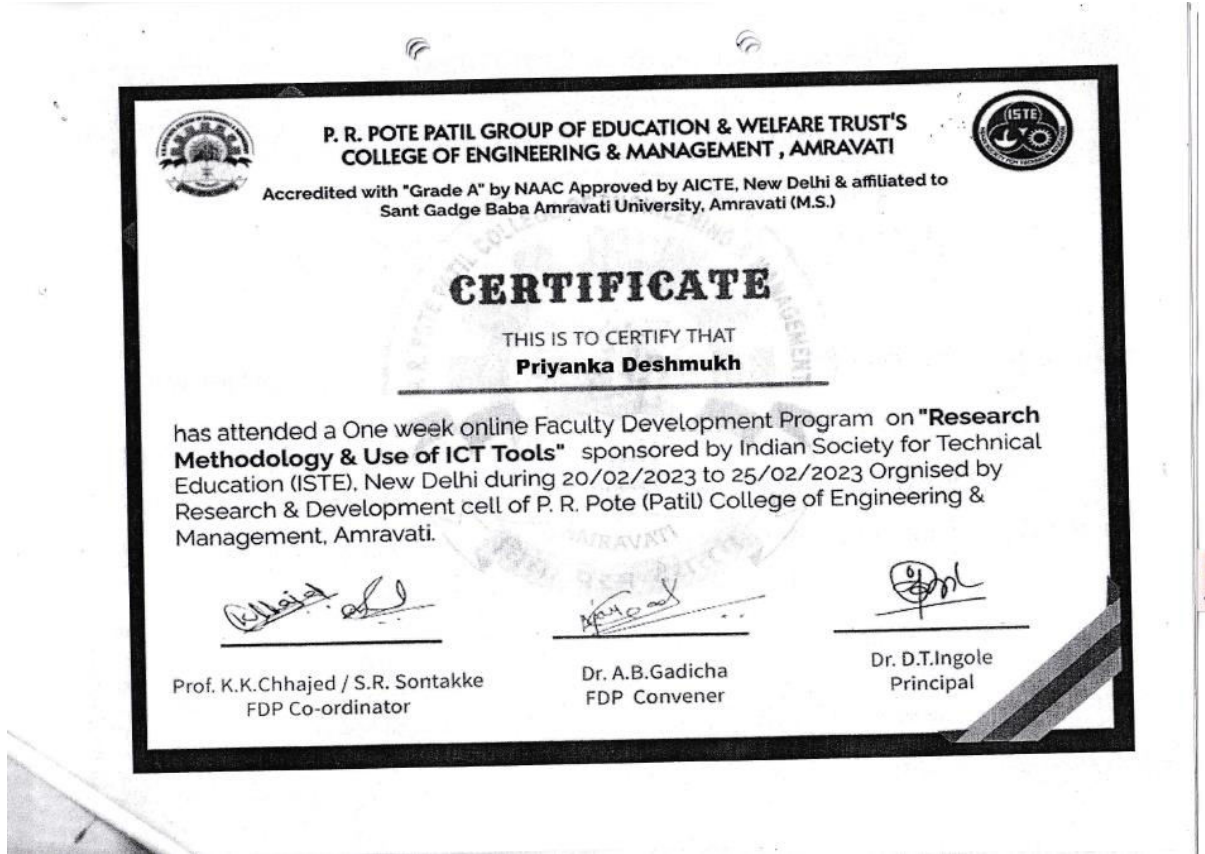 P. R. POTE PATIL GROUP OF EDUCATION & WELFARE TRUST'S
COLLEGE OF ENGINEERING & MANAGEMENT , AMRAVATI
ISTE
Accredited with "Grade A" by NAAC Approved by AICTE, New Delhi & affiliated to
Sant Gadge Baba Amravati University, Amravati (M.S.)
CERTIFICATE
THIS IS TO CERTIFY THAT
Priyanka Deshmukh
has attended a One week online Faculty Development Program on "Research
Methodology & Use of ICT Tools" sponsored by Indian Society for Technical
Education (ISTE), New Delhi during 20/02/2023 to 25/02/2023 Orgnised by
Research & Development cell of P. R. Pote (Patil) College of Engineering &
Management, Amravati.
Prof. K.K.Chhajed / S.R. Sontakke
FDP Co-ordinator
Dr. A.B.Gadicha
FDP Convener
Dr. D.T.Ingole
Principal